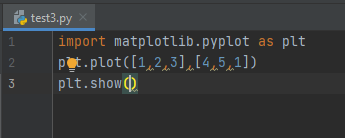 test3.py
1 import matplotlib.pyplot as plt
2 plt.plot([1,2,3],[4,5,1])
3 plt.show()